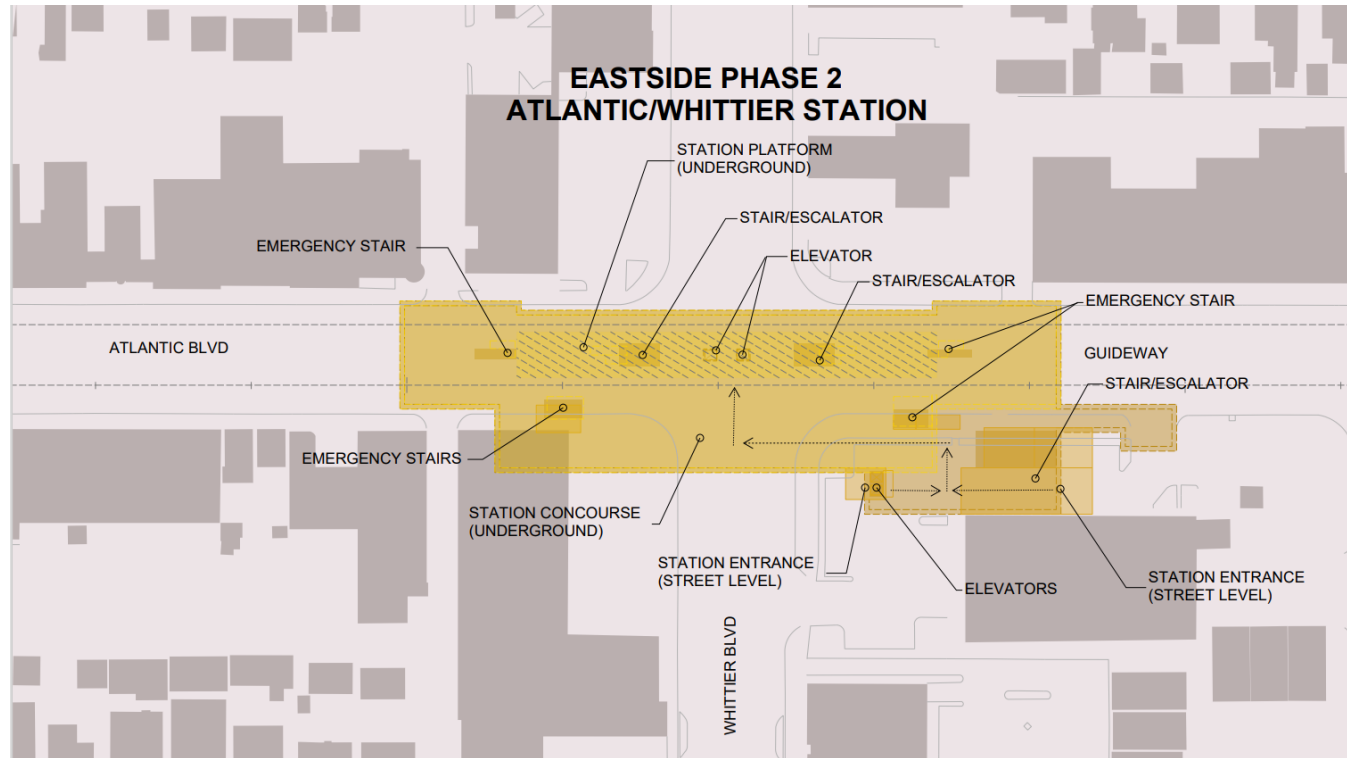 EASTSIDE PHASE 2
ATLANTIC/WHITTIER STATION
STATION PLATFORM
(UNDERGROUND)
STAIR/ESCALATOR
EMERGENCY STAIR
ELEVATOR
STAIR/ESCALATOR
EMERGENCY STAIR
ATLANTIC BLVD
GUIDEWAY
STAIR/ESCALATOR
EMERGENCY STAIRS
STATION CONCOURSE
(UNDERGROUND)
STATION ENTRANCE
(STREET LEVEL)
ELEVATORS
STATION ENTRANCE
(STREET LEVEL)
WHITTIER BLVD